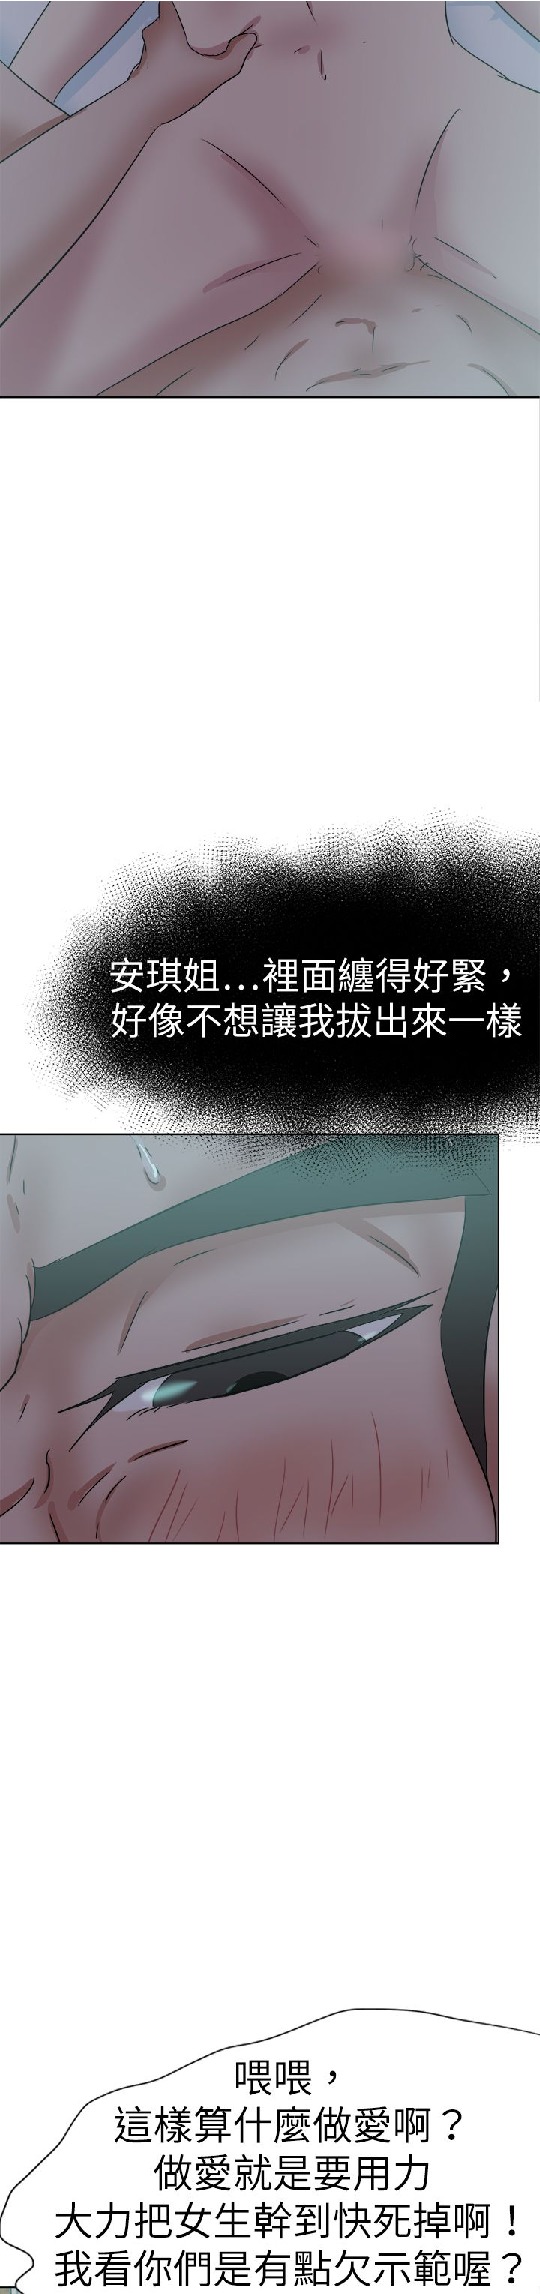 安琪姐...裡面纏得好緊，
好像不想讓我拔出來一樣
喂喂，
這樣算什麼做愛啊？
做愛就是要用力
大力把女生幹到快死掉啊！
我看你們是有點欠示範喔？